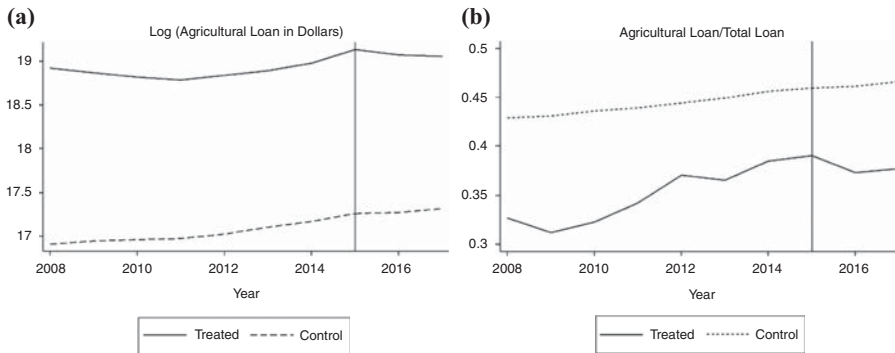 (a)
Log (Agricultural Loan in Dollars)
19
18.5
17.5
17
2008 2010 2012 2014 2016
Year
Treated Control
(b)
Agricultural Loan/Total Loan
0.5
0.45
0.4
0.35
0.3
2008 2010 2012 2014 2016
Year
Treated Control